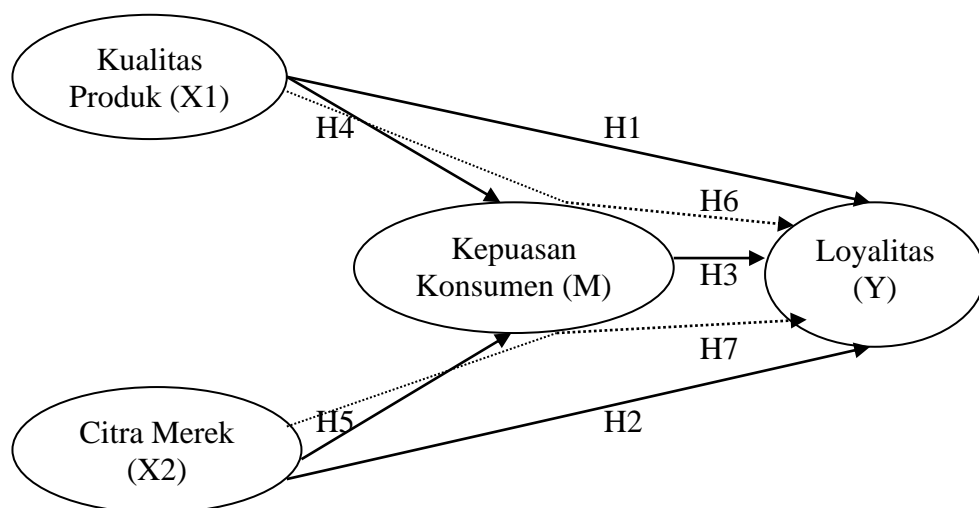 Kualitas
Produk (X1)
H4
H1
H6
Kepuasan
Konsumen (M)
H3
Loyalitas
(Y)
H7
Citra Merek
(X2)
H5
H2